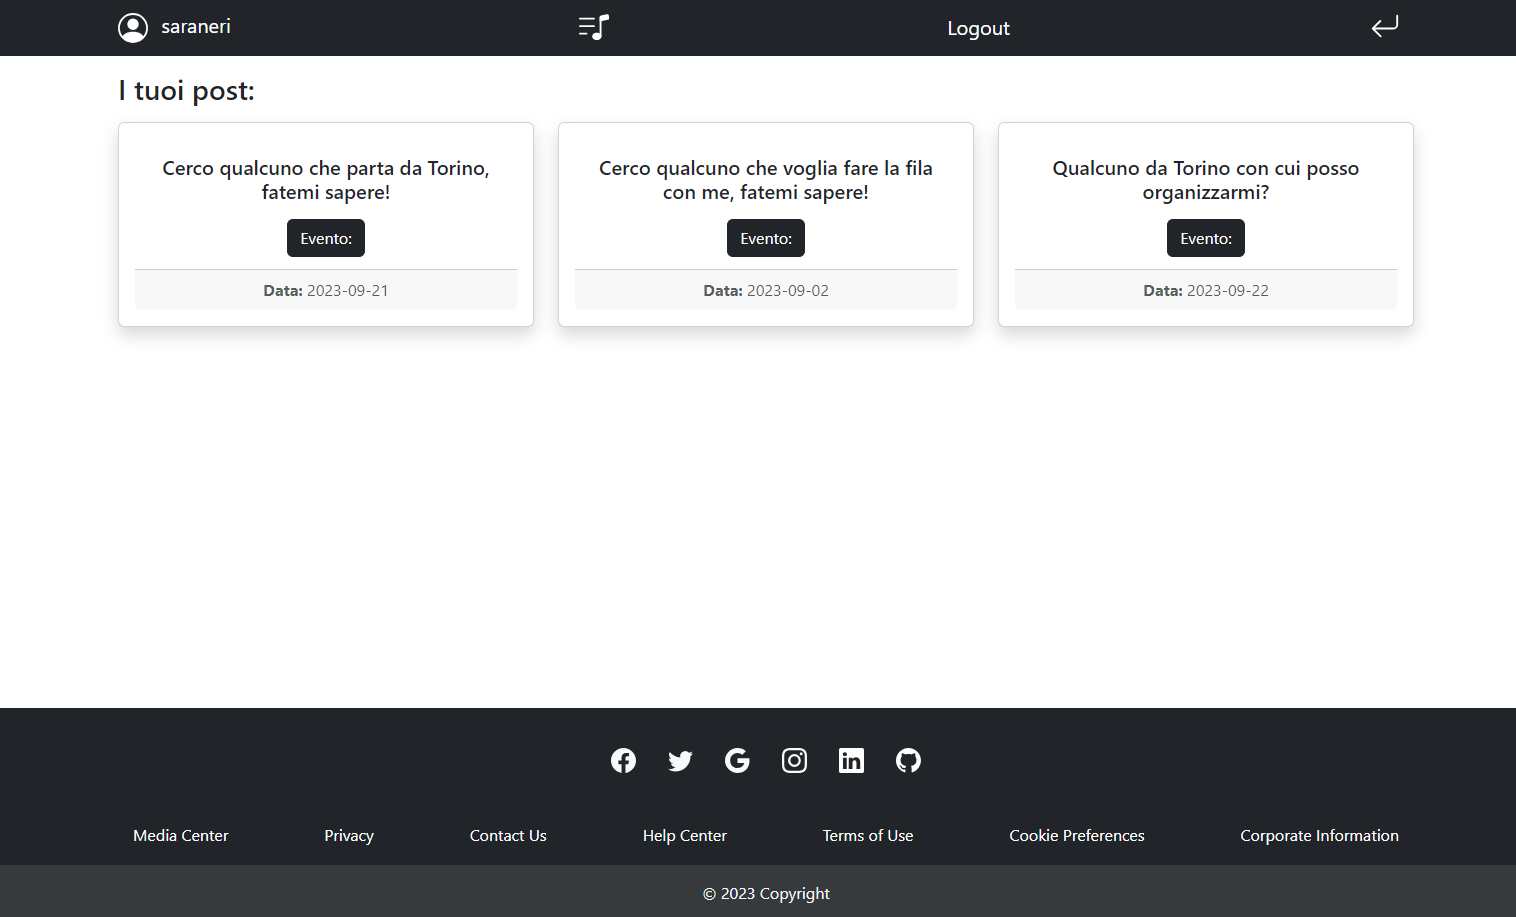 saraneri
Logout
I tuoi post:
Cerco qualcuno che parta da Torino,
fatemi sapere!
Evento:
Data: 2023-09-21
Cerco qualcuno che voglia fare la fila
con me, fatemi sapere!
Evento:
Data: 2023-09-02
Qualcuno da Torino con cui posso
organizzarmi?
Evento:
Data: 2023-09-22
Media Center
Privacy
Contact Us
Help Center
Terms of Use
Cookie Preferences
Corporate Information
© 2023 Copyright